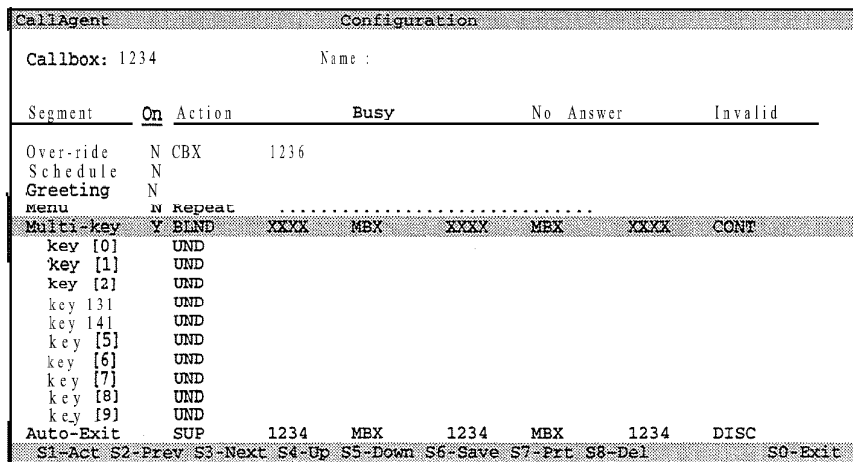 CallAgent Configuration
Callbox: 1234 Name :
Segment On Action Busy No Answer Invalid
Over-ride N CBX 1236
Schedule N
Greeting N
Menu N Repeat ..............................
Multi-key Y BLND XXXX MBX XXXX MBX XXXX CONT
key [0] UND
key [1] UND
key [2] UND
key 131 UND
key 141 UND
key [5] UND
key [6] UND
key [7] UND
key [8] UND
key [9] UND
Auto-Exit SUP 1234 MBX 1234 MBX 1234 DISC
S1-Act S2-Prev S3-Next S4-Up S5-Down S6-Save S7-Prt S8-Del S0-Exit